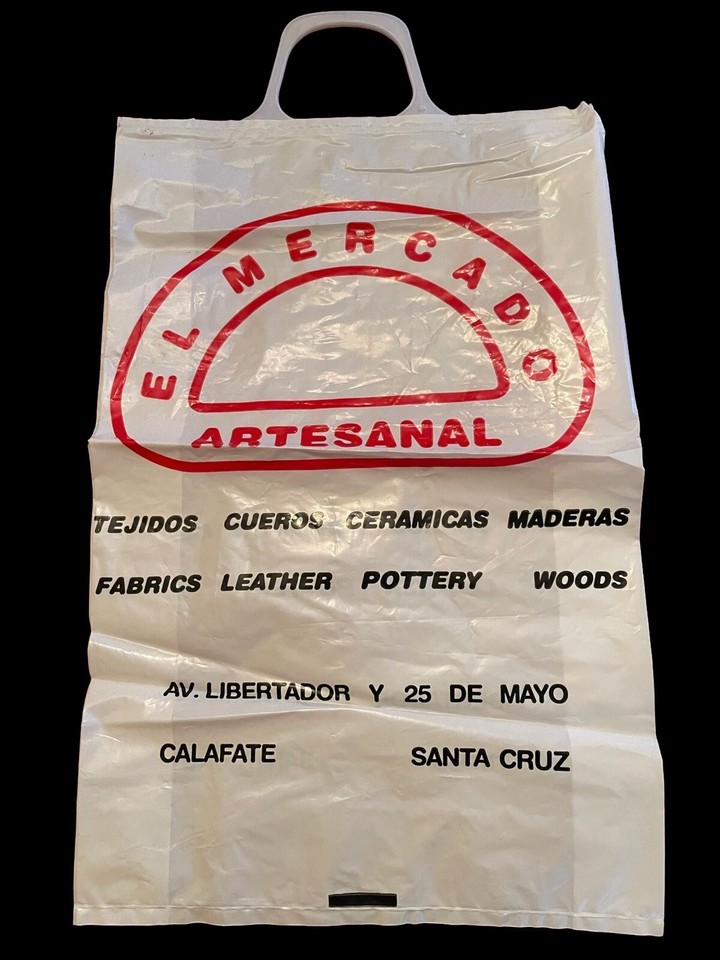 EL MERCADO
ARTESANAL
TEJIDOS CUEROS CERAMICAS MADERAS
FABRICS LEATHER POTTERY WOODS
AV. LIBERTADOR Y 25 DE MAYO
CALAFATE SANTA CRUZ